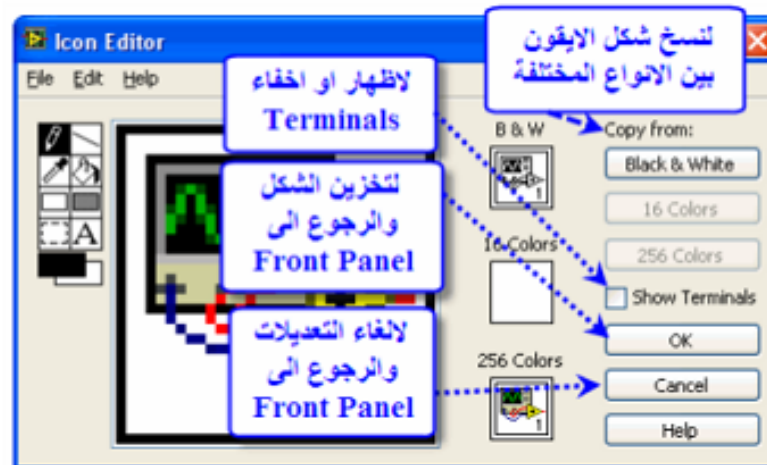 Icon Editor
File Edit Help
لنسخ شكل الايقون
بين الانواع المختلفة
لاظهار او اخفاء
Terminals
لتخزين الشكل
والرجوع الى
Front Panel
لالغاء التعديلات
والرجوع الى
Front Panel
A
B & W
1
16 Colors
256 Colors
1
Copy from:
Black & White
16 Colors
256 Colors
Show Terminals
OK
Cancel
Help